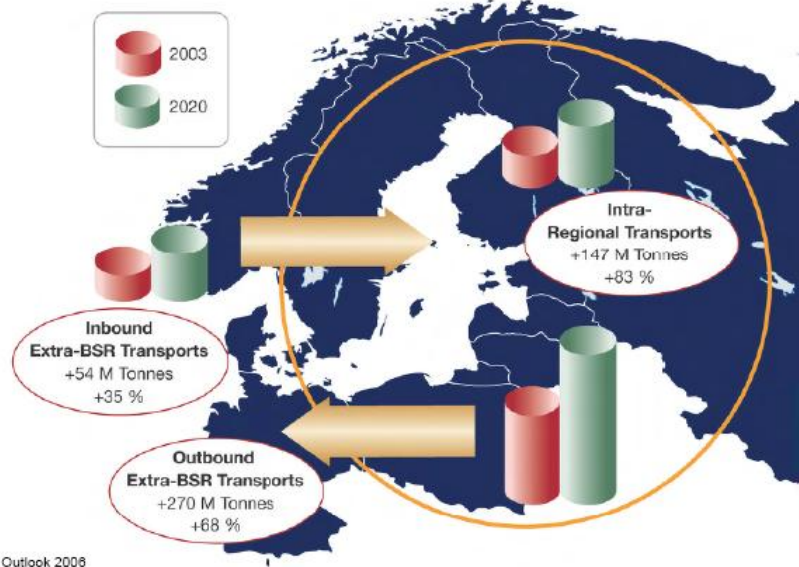 2003
2020
Intra-
Regional Transports
+147 M Tonnes
+83 %
Inbound
Extra-BSR Transports
+54 M Tonnes
+35 %
Outbound
Extra-BSR Transports
+270 M Tonnes
+68 %
Outlook 2006